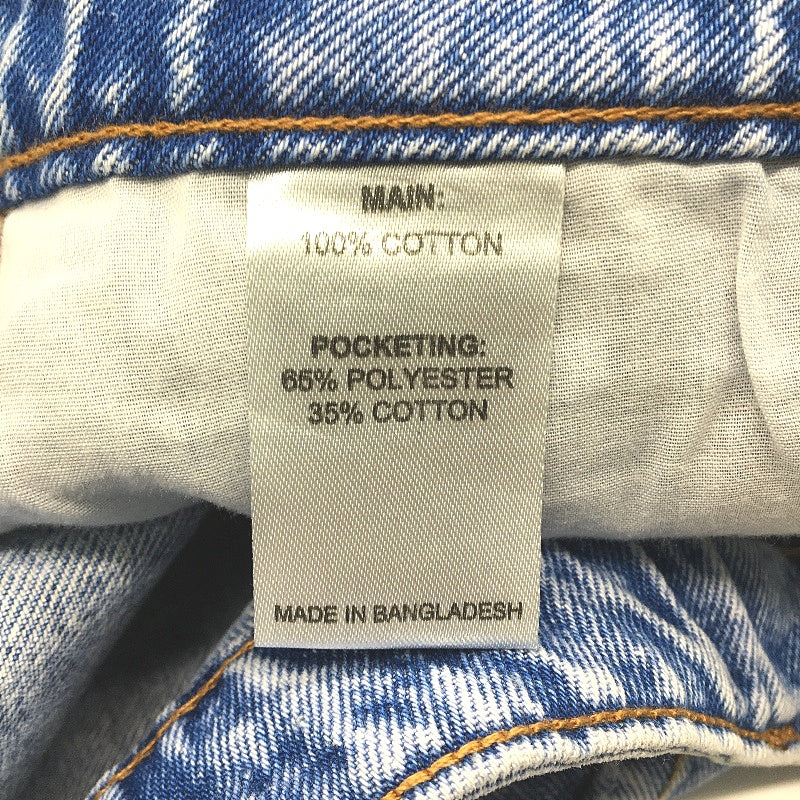 MAIN:
100% COTTON
POCKETING:
65% POLYESTER
35% COTTON
MADE IN BANGLADESH